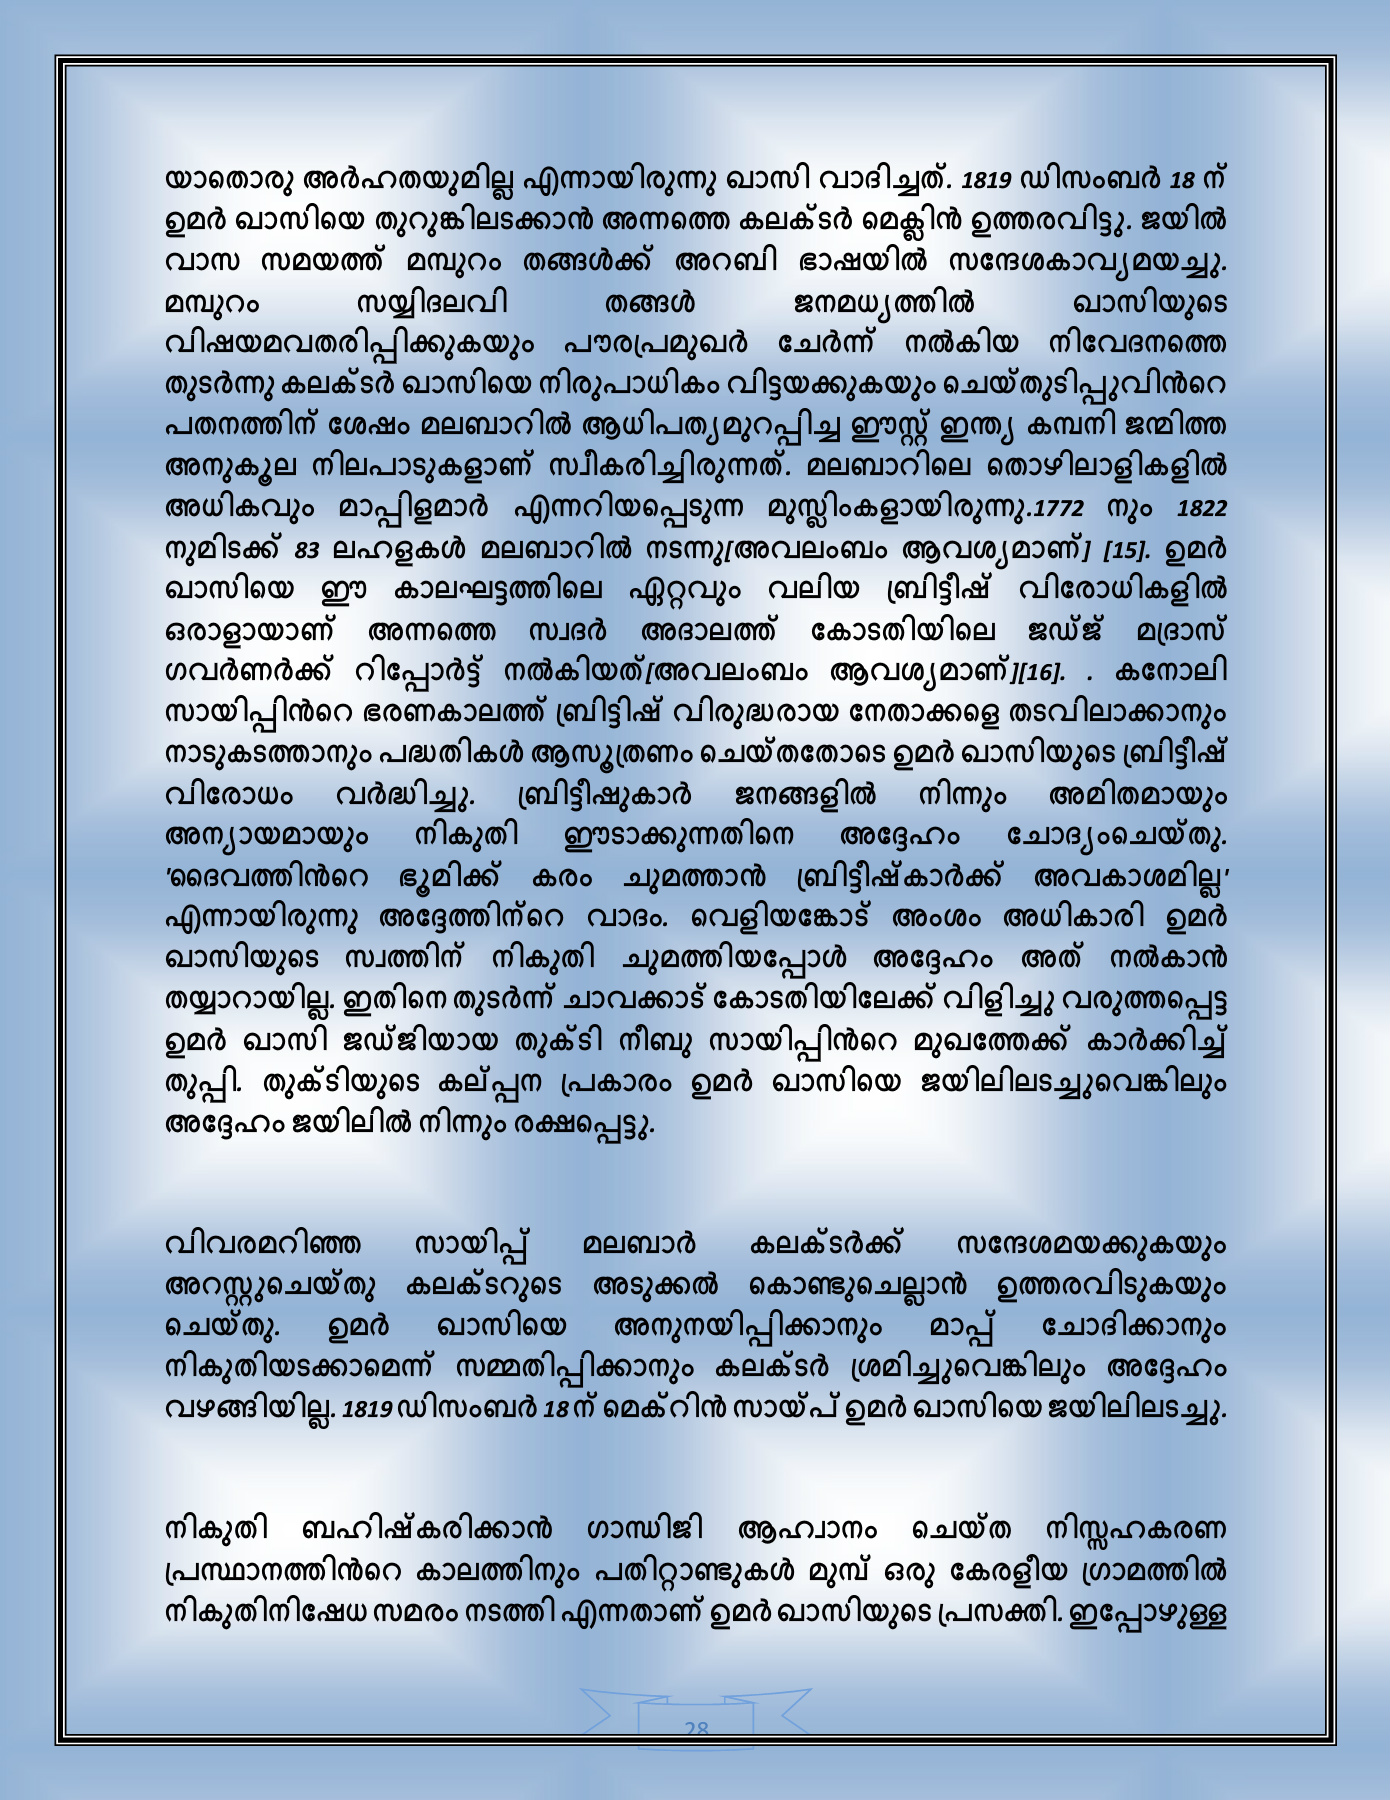 യാതൊരു അർഹതയുമില്ല എന്നായിരുന്നു ഖാസി വാദിച്ചത്. 1819 ഡിസംബർ 18 ന്
ഉമർ ഖാസിയെ തുറുങ്കിലടക്കാൻ അന്നത്തെ കലക്ടർ മെക്ലിൻ ഉത്തരവിട്ടു. ജയിൽ
വാസ സമയത്ത് മമ്പുറം തങ്ങൾക്ക് അറബി ഭാഷയിൽ സന്ദേശകാവ്യമയച്ചു.
മമ്പുറം സയ്യിദലവി തങ്ങൾ ജനമധ്യത്തിൽ ഖാസിയുടെ
വിഷയമവതരിപ്പിക്കുകയും പൗരപ്രമുഖർ ചേർന്ന് നൽകിയ നിവേദനത്തെ
തുടർന്നു കലക്ടർ ഖാസിയെ നിരുപാധികം വിട്ടയക്കുകയും ചെയ്തുടിപ്പുവിൻറെ
പതനത്തിന് ശേഷം മലബാറിൽ ആധിപത്യമുറപ്പിച്ച ഈസ്റ്റ് ഇന്ത്യ കമ്പനി ജന്മിത്ത
അനുകൂല നിലപാടുകളാണ് സ്വീകരിച്ചിരുന്നത്. മലബാറിലെ തൊഴിലാളികളിൽ
അധികവും മാപ്പിളമാർ എന്നറിയപ്പെടുന്ന മുസ്ലിംകളായിരുന്നു.1772 നും 1822
നുമിടക്ക് 83 ലഹളകൾ മലബാറിൽ നടന്നു[അവലംബം ആവശ്യമാണ്] [15]. ഉമർ
ഖാസിയെ ഈ കാലഘട്ടത്തിലെ ഏറ്റവും വലിയ ബ്രിട്ടീഷ് വിരോധികളിൽ
ഒരാളായാണ് അന്നത്തെ സ്വദർ അദാലത്ത് കോടതിയിലെ ജഡ്ജ് മദ്രാസ്
ഗവർണർക്ക് റിപ്പോർട്ട് നൽകിയത്[അവലംബം ആവശ്യമാണ്][16]. . കനോലി
സായിപ്പിൻറെ ഭരണകാലത്ത് ബ്രിട്ടിഷ് വിരുദ്ധരായ നേതാക്കളെ തടവിലാക്കാനും
നാടുകടത്താനും പദ്ധതികൾ ആസൂത്രണം ചെയ്തതോടെ ഉമർ ഖാസിയുടെ ബ്രിട്ടീഷ്
വിരോധം വർദ്ധിച്ചു. ബ്രിട്ടീഷുകാർ ജനങ്ങളിൽ നിന്നും അമിതമായും
അന്യായമായും നികുതി ഈടാക്കുന്നതിനെ അദ്ദേഹം ചോദ്യംചെയ്തു.
'ദൈവത്തിൻറെ ഭൂമിക്ക് കരം ചുമത്താൻ ബ്രിട്ടീഷ്കാർക്ക് അവകാശമില്ല'
എന്നായിരുന്നു അദ്ദേത്തിന്റെ വാദം. വെളിയങ്കോട് അംശം അധികാരി ഉമർ
ഖാസിയുടെ സ്വത്തിന് നികുതി ചുമത്തിയപ്പോൾ അദ്ദേഹം അത് നൽകാൻ
തയ്യാറായില്ല. ഇതിനെ തുടർന്ന് ചാവക്കാട് കോടതിയിലേക്ക് വിളിച്ചു വരുത്തപ്പെട്ട
ഉമർ ഖാസി ജഡ്ജിയായ തുക്ടി നീബു സായിപ്പിൻറെ മുഖത്തേക്ക് കാർക്കിച്ച്
തുപ്പി. തുക്ടിയുടെ കല്പ്പന പ്രകാരം ഉമർ ഖാസിയെ ജയിലിലടച്ചുവെങ്കിലും
അദ്ദേഹം ജയിലിൽ നിന്നും രക്ഷപ്പെട്ടു.
വിവരമറിഞ്ഞ സായിപ്പ് മലബാർ കലക്ടർക്ക് സന്ദേശമയക്കുകയും
അറസ്റ്റുചെയ്തു കലക്ടറുടെ അടുക്കൽ കൊണ്ടുചെല്ലാൻ ഉത്തരവിടുകയും
ചെയ്തു. ഉമർ ഖാസിയെ അനുനയിപ്പിക്കാനും മാപ്പ് ചോദിക്കാനും
നികുതിയടക്കാമെന്ന് സമ്മതിപ്പിക്കാനും കലക്ടർ ശ്രമിച്ചുവെങ്കിലും അദ്ദേഹം
വഴങ്ങിയില്ല. 1819 ഡിസംബർ 18 ന് മെക്റിൻ സായ്പ് ഉമർ ഖാസിയെ ജയിലിലടച്ചു.
നികുതി ബഹിഷ്കരിക്കാൻ ഗാന്ധിജി ആഹ്വാനം ചെയ്ത നിസ്സഹകരണ
പ്രസ്ഥാനത്തിൻറെ കാലത്തിനും പതിറ്റാണ്ടുകൾ മുമ്പ് ഒരു കേരളീയ ഗ്രാമത്തിൽ
നികുതിനിഷേധ സമരം നടത്തി എന്നതാണ് ഉമർ ഖാസിയുടെ പ്രസക്തി. ഇപ്പോഴുള്ള
28